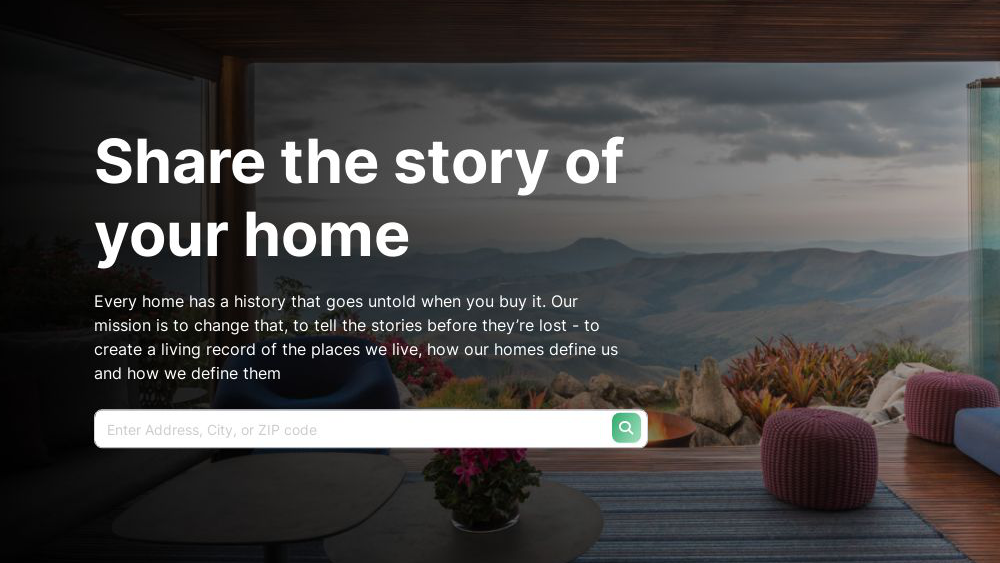 Share the story of
your home
Every home has a history that goes untold when you buy it. Our
mission is to change that, to tell the stories before they’re lost - to
create a living record of the places we live, how our homes define us
and how we define them
Enter Address, City, or ZIP code